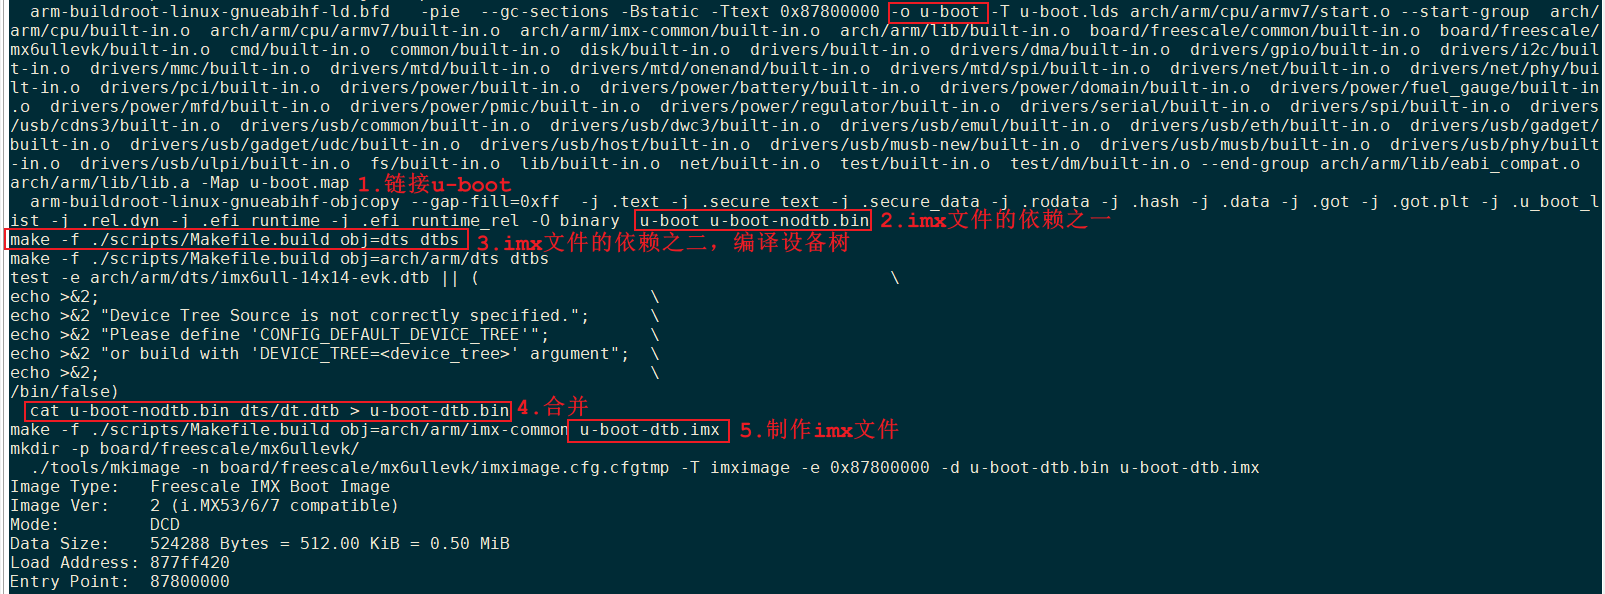 arm-buildroot-linux-gnueabihf-ld.bfd   -pie  --gc-sections -Bstatic -Ttext 0x87800000 -o u-boot -T u-boot.lds arch/arm/cpu/armv7/start.o --start-group  arch/
arm/cpu/built-in.o  arch/arm/cpu/armv7/built-in.o  arch/arm/imx-common/built-in.o  arch/arm/lib/built-in.o  board/freescale/common/built-in.o  board/freescale/
mx6ullevk/built-in.o  cmd/built-in.o  common/built-in.o  disk/built-in.o  drivers/built-in.o  drivers/dma/built-in.o  drivers/gpio/built-in.o  drivers/i2c/buil
t-in.o  drivers/mmc/built-in.o  drivers/mtd/built-in.o  drivers/mtd/onenand/built-in.o  drivers/mtd/spi/built-in.o  drivers/net/built-in.o  drivers/net/phy/bui
lt-in.o  drivers/pci/built-in.o  drivers/power/built-in.o  drivers/power/battery/built-in.o  drivers/power/domain/built-in.o  drivers/power/fuel_gauge/built-in
.o  drivers/power/mfd/built-in.o  drivers/power/pmic/built-in.o  drivers/power/regulator/built-in.o  drivers/serial/built-in.o  drivers/spi/built-in.o  drivers
/usb/cdns3/built-in.o  drivers/usb/common/built-in.o  drivers/usb/dwc3/built-in.o  drivers/usb/emul/built-in.o  drivers/usb/eth/built-in.o  drivers/usb/gadget/
built-in.o  drivers/usb/gadget/udc/built-in.o  drivers/usb/host/built-in.o  drivers/usb/musb-new/built-in.o  drivers/usb/musb/built-in.o  drivers/usb/phy/built
-in.o  drivers/usb/ulpi/built-in.o  fs/built-in.o  lib/built-in.o  net/built-in.o  test/built-in.o  test/dm/built-in.o --end-group arch/arm/lib/eabi_compat.o
arch/arm/lib/lib.a -Map u-boot.map 1.链接u-boot
arm-buildroot-linux-gnueabihf-objcopy --gap-fill=0xff  -j .text -j .secure_text -j .secure_data -j .rodata -j .hash -j .data -j .got -j .got.plt -j .u_boot_l
ist -j .rel.dyn -j .efi_runtime -j .efi_runtime_rel -O binary  u-boot u-boot-nodtb.bin 2.imx文件的依赖之一
make -f ./scripts/Makefile.build obj=dts dtbs 3.imx文件的依赖之二，编译设备树
make -f ./scripts/Makefile.build obj=arch/arm/dts dtbs
test -e arch/arm/dts/imx6ull-14x14-evk.dtb || (                                         \
echo >&2;                                                       \
echo >&2 "Device Tree Source is not correctly specified.";      \
echo >&2 "Please define 'CONFIG_DEFAULT_DEVICE_TREE'";          \
echo >&2 "or build with 'DEVICE_TREE=<device_tree>' argument";  \
echo >&2;                                                       \
/bin/false)
cat u-boot-nodtb.bin dts/dt.dtb > u-boot-dtb.bin 4.合并
make -f ./scripts/Makefile.build obj=arch/arm/imx-common u-boot-dtb.imx 5.制作imx文件
mkdir -p board/freescale/mx6ullevk/
./tools/mkimage -n board/freescale/mx6ullevk/imximage.cfg.cfgtmp -T imximage -e 0x87800000 -d u-boot-dtb.bin u-boot-dtb.imx
Image Type:   Freescale IMX Boot Image
Image Ver:    2 (i.MX53/6/7 compatible)
Mode:         DCD
Data Size:    524288 Bytes = 512.00 KiB = 0.50 MiB
Load Address: 877ff420
Entry Point:  87800000